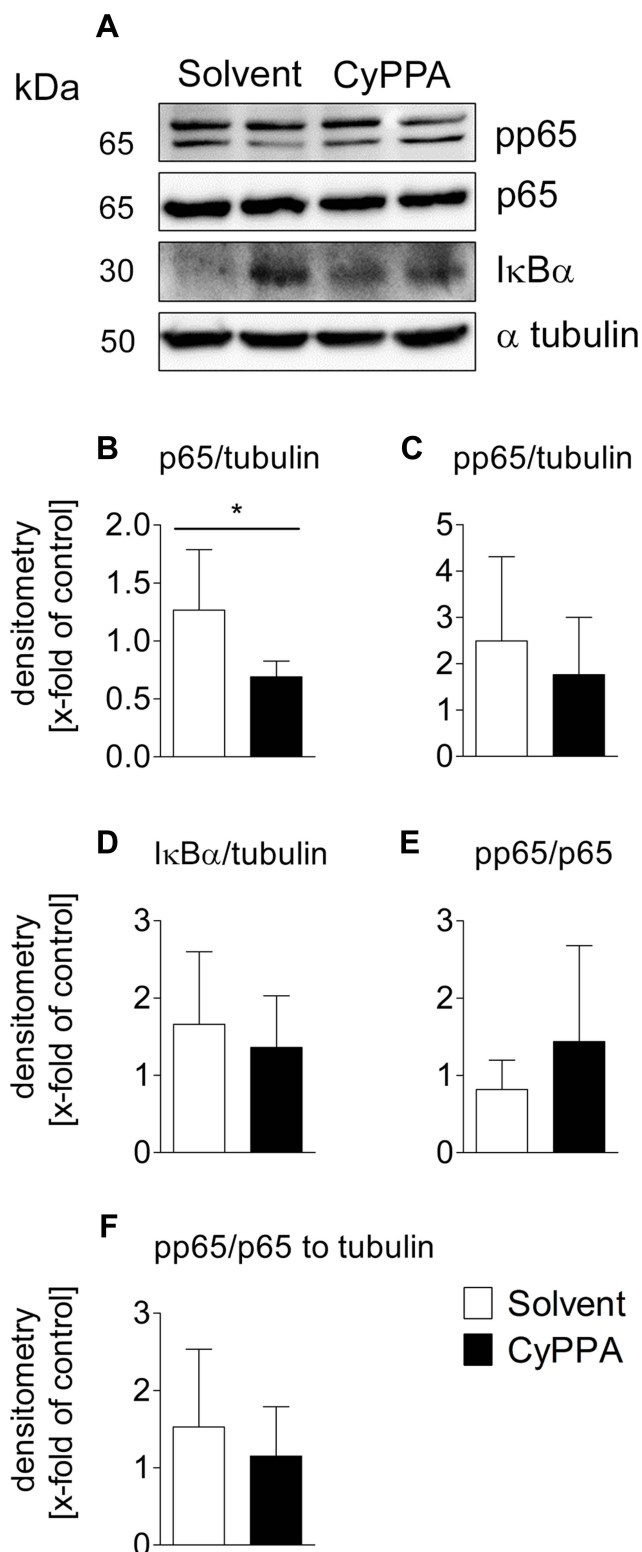 A
kDa
Solvent CyPPA
65
pp65
65
p65
30
IκBα
50
α tubulin
B
p65/tubulin
densitometry
[x-fold of control]
2.0
1.5
1.0
0.5
0.0
*
C
pp65/tubulin
5
4
3
2
1
0
D
IκBα/tubulin
densitometry
[x-fold of control]
3
2
1
0
E
pp65/p65
3
2
1
0
F
pp65/p65 to tubulin
densitometry
[x-fold of control]
3
2
1
0
Solvent
CyPPA